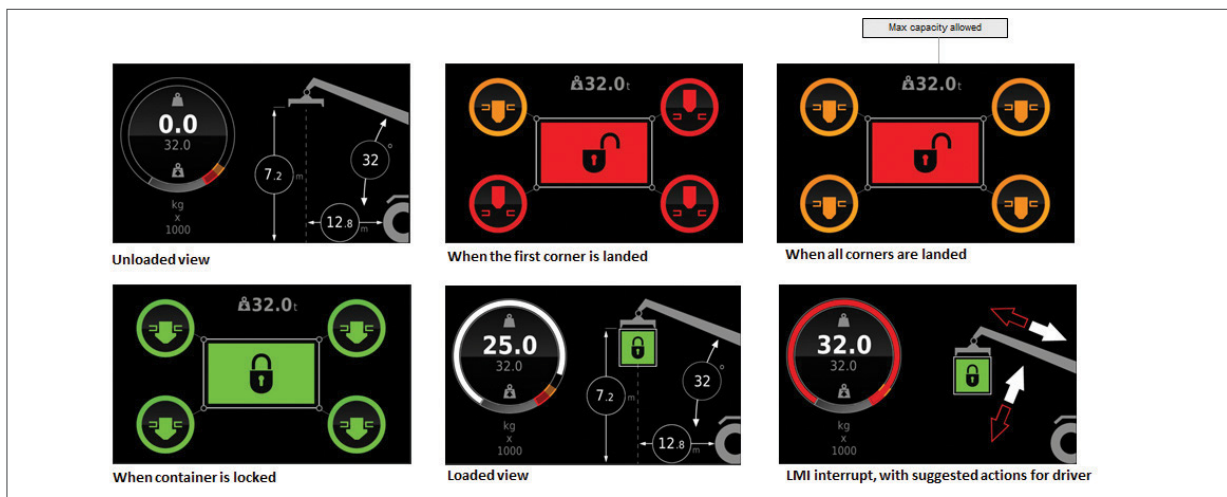 Max capacity allowed
0.0
32.0
kg
x
1000
7.2 m
32°
12.8 m
Unloaded view
32.0t
When the first corner is landed
32.0t
When all corners are landed
32.0t
When container is locked
25.0
32.0
kg
x
1000
7.2 m
32°
12.8 m
Loaded view
32.0
32.0
kg
x
1000
LMI interrupt, with suggested actions for driver